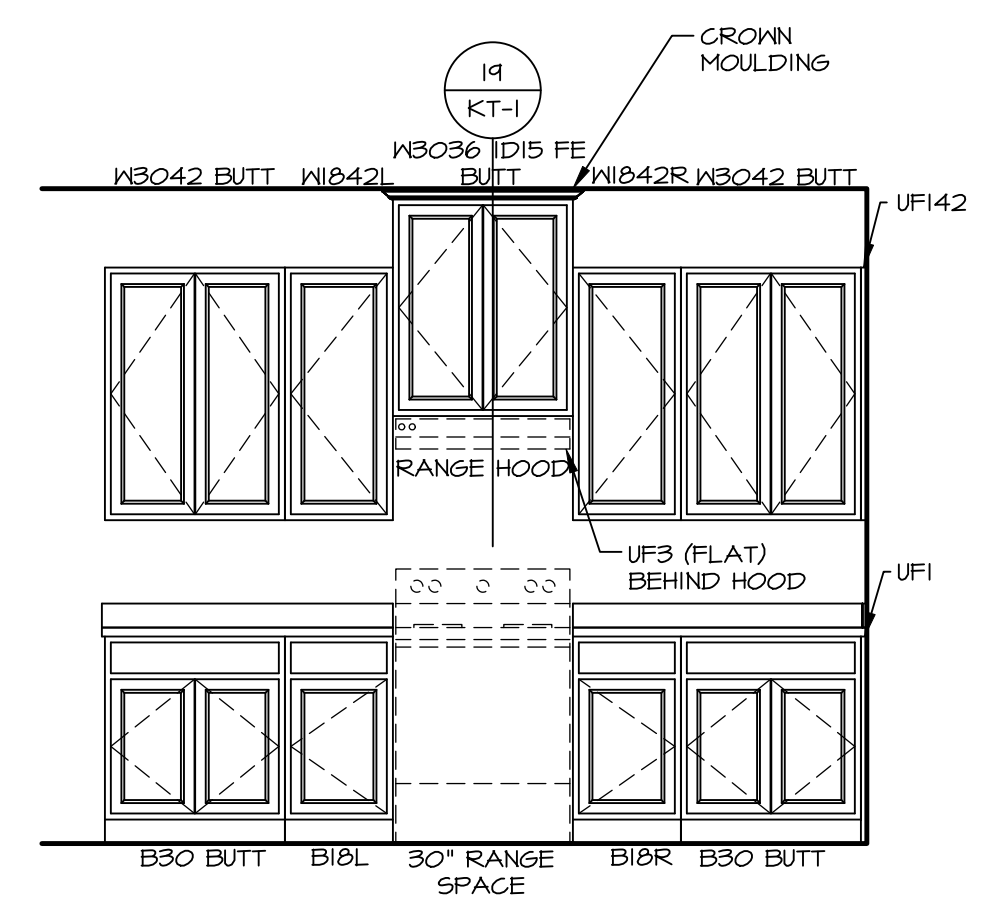 CROWN
MOULDING
19
KT-1
W3036 1D15 FE
BUTT
W3042 BUTT
W1842L
W1842R
W3042 BUTT
UF142
RANGE HOOD
UF3 (FLAT)
BEHIND HOOD
UF1
B30 BUTT
B18L
30" RANGE
SPACE
B18R
B30 BUTT